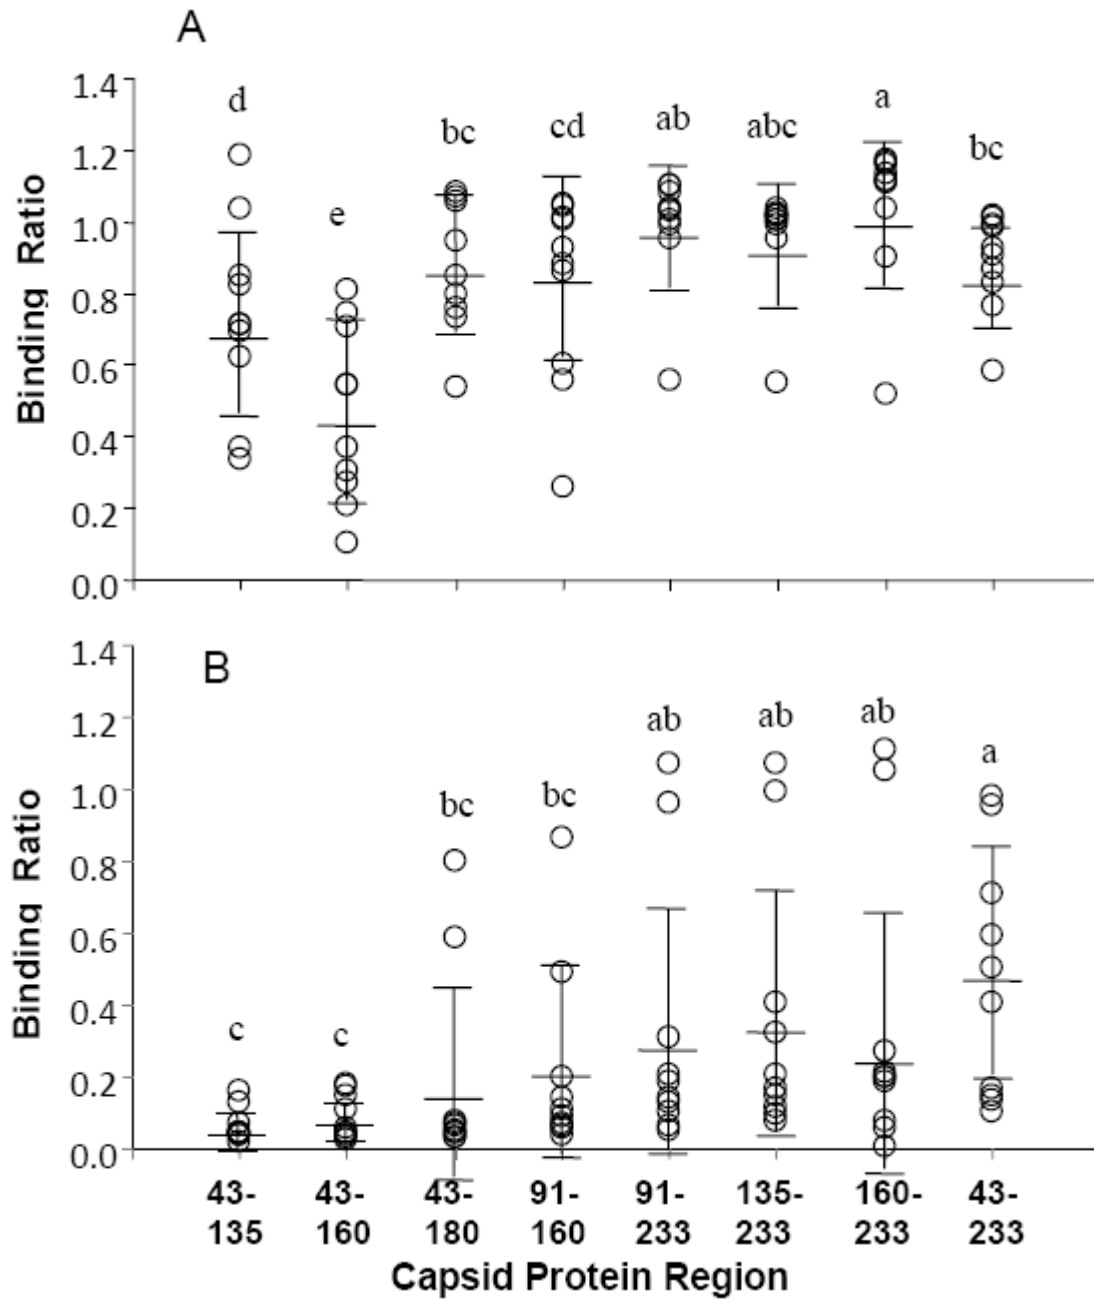 A
1.4
1.2
1.0
0.8
0.6
0.4
0.2
0.0
Binding Ratio
d
e
bc
cd
ab
abc
a
bc
B
1.4
1.2
1.0
0.8
0.6
0.4
0.2
0.0
Binding Ratio
c
c
bc
bc
ab
ab
ab
a
43-
135
43-
160
43-
180
91-
160
91-
233
135-
233
160-
233
43-
233
Capsid Protein Region